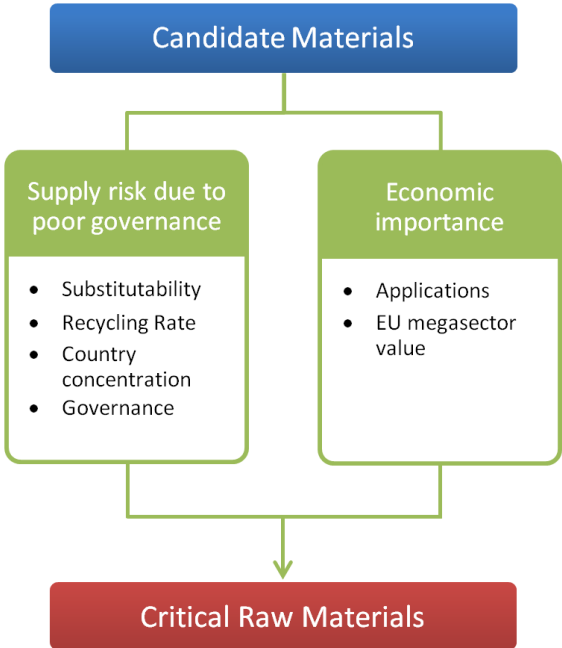 Candidate Materials
Supply risk due to
poor governance
• Substitutability
• Recycling Rate
• Country
concentration
• Governance
Economic
importance
• Applications
• EU megasector
value
Critical Raw Materials